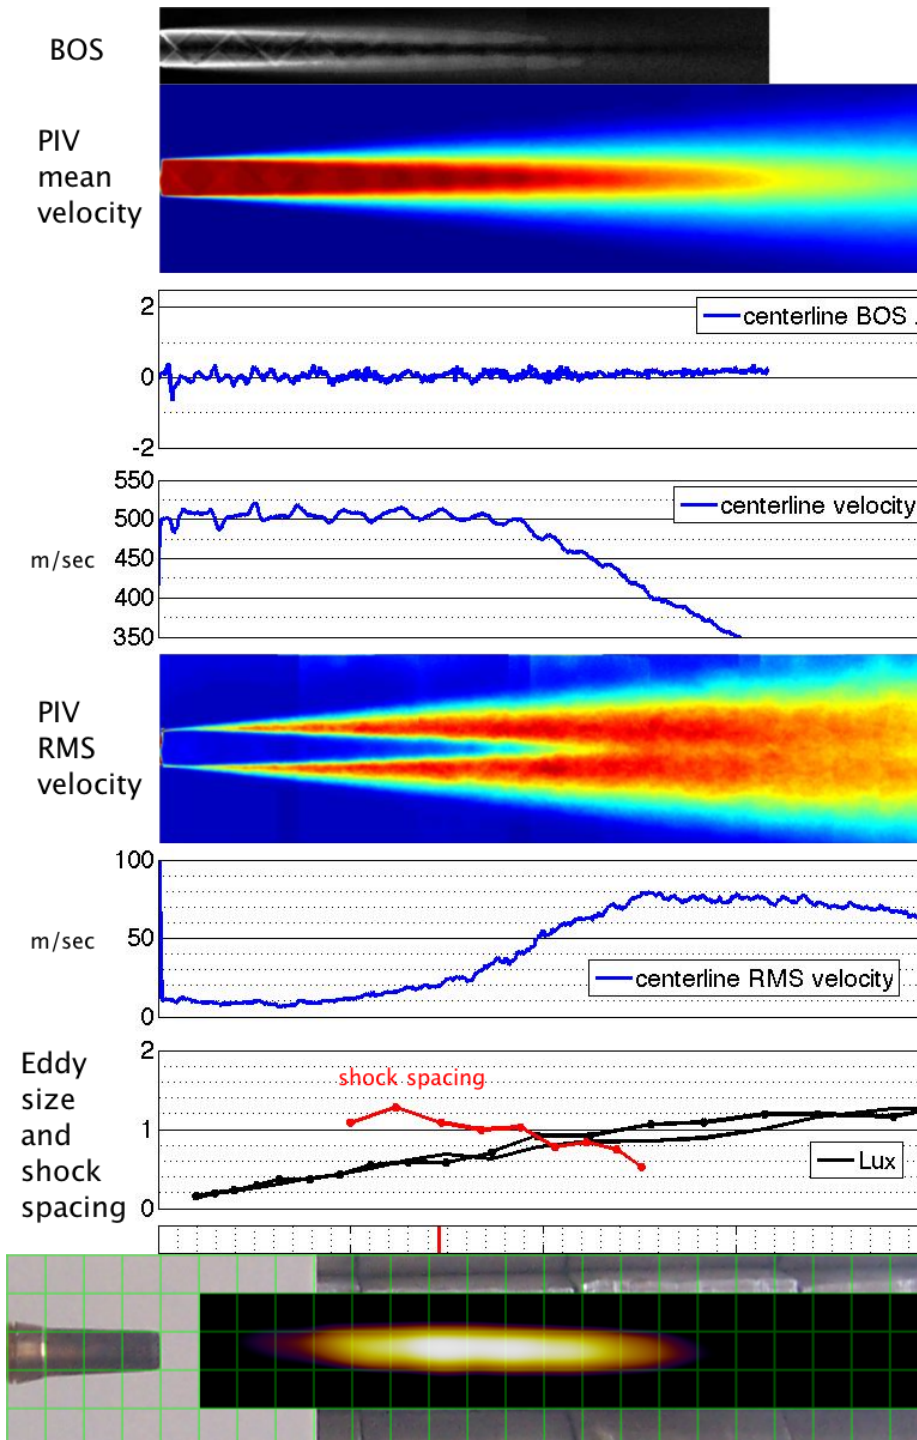 BOS
PIV
mean
velocity
2
0
-2
centerline BOS .
550
500
450
400
350
m/sec
centerline velocity
PIV
RMS
velocity
100
50
0
m/sec
centerline RMS velocity
Eddy
size
and
shock
spacing
2
1
0
shock spacing
Lux